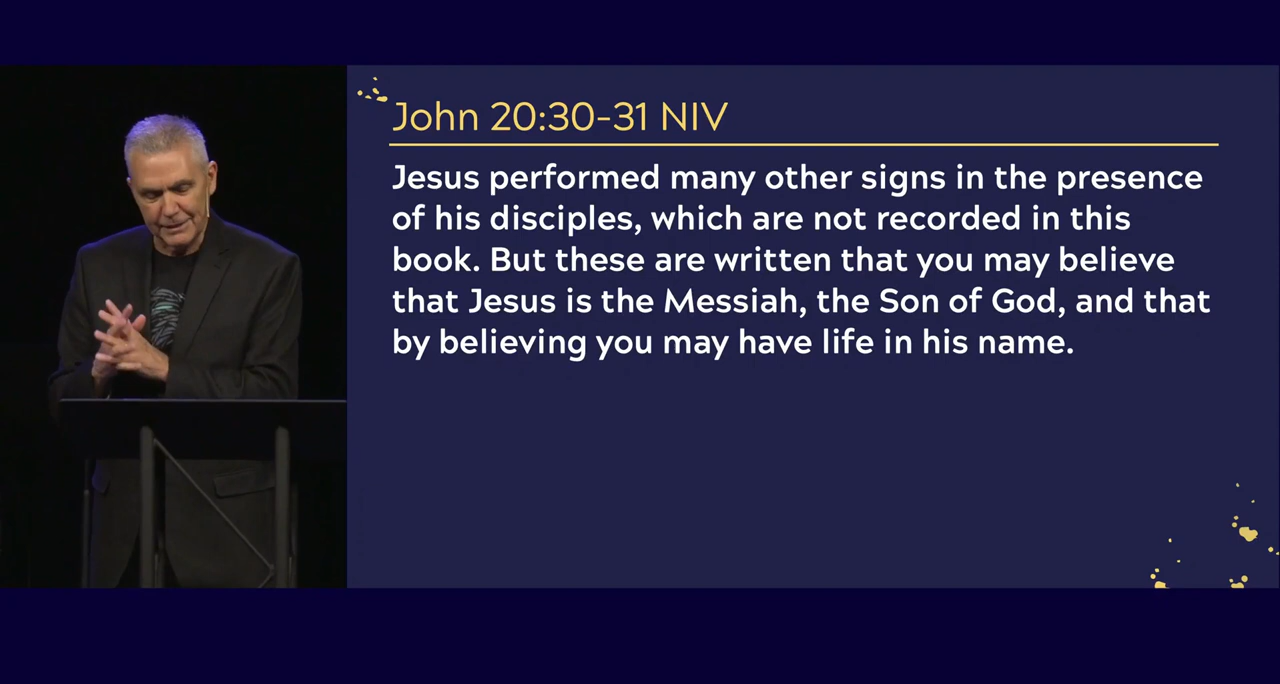 John 20:30-31 NIV
Jesus performed many other signs in the presence
of his disciples, which are not recorded in this
book. But these are written that you may believe
that Jesus is the Messiah, the Son of God, and that
by believing you may have life in his name.